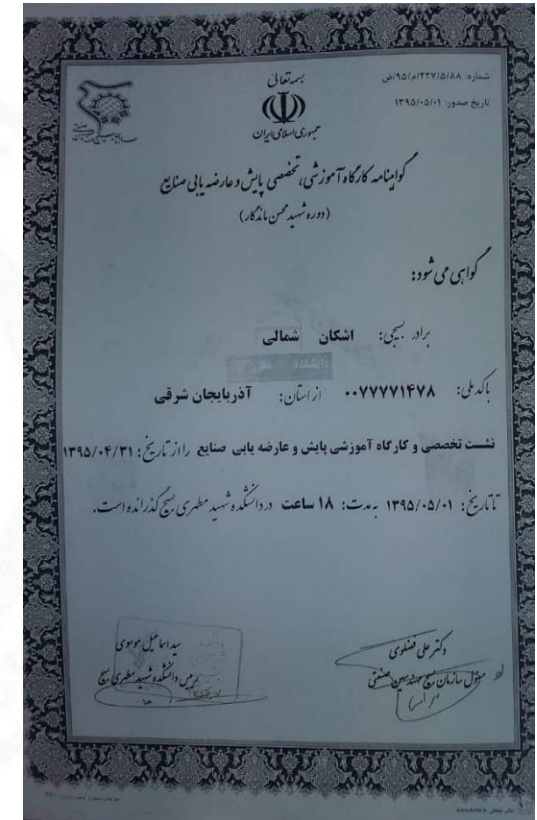 بسمه تعالی
جمهوری اسلامی ایران
شماره: ۲۲۷/۵/۸۸/م/۹۵/ض
تاریخ صدور: ۱۳۹۵/۰۵/۰۱
گواهینامه کارگاه آموزشی، تخصصی پایش و عارضه یابی صنایع
(دوره شهید محسن ماندگار)
گواهی می شود:
برادر بسیجی: اشکان شمالی
باکدملی: ۰۰۷۷۷۷۱۴۷۸ از استان: آذربایجان شرقی
نشست تخصصی و کارگاه آموزشی پایش و عارضه یابی صنایع را از تاریخ: ۱۳۹۵/۰۴/۳۱
تا تاریخ: ۱۳۹۵/۰۵/۰۱ به مدت: ۱۸ ساعت در دانشکده شهید مطهری بسیج گذرانده است.
دکتر علی فضلوی
مسئول سازمان بسیج مهندسین صنعتی
سید اسماعیل موسوی
رییس دانشکده شهید مطهری بسیج